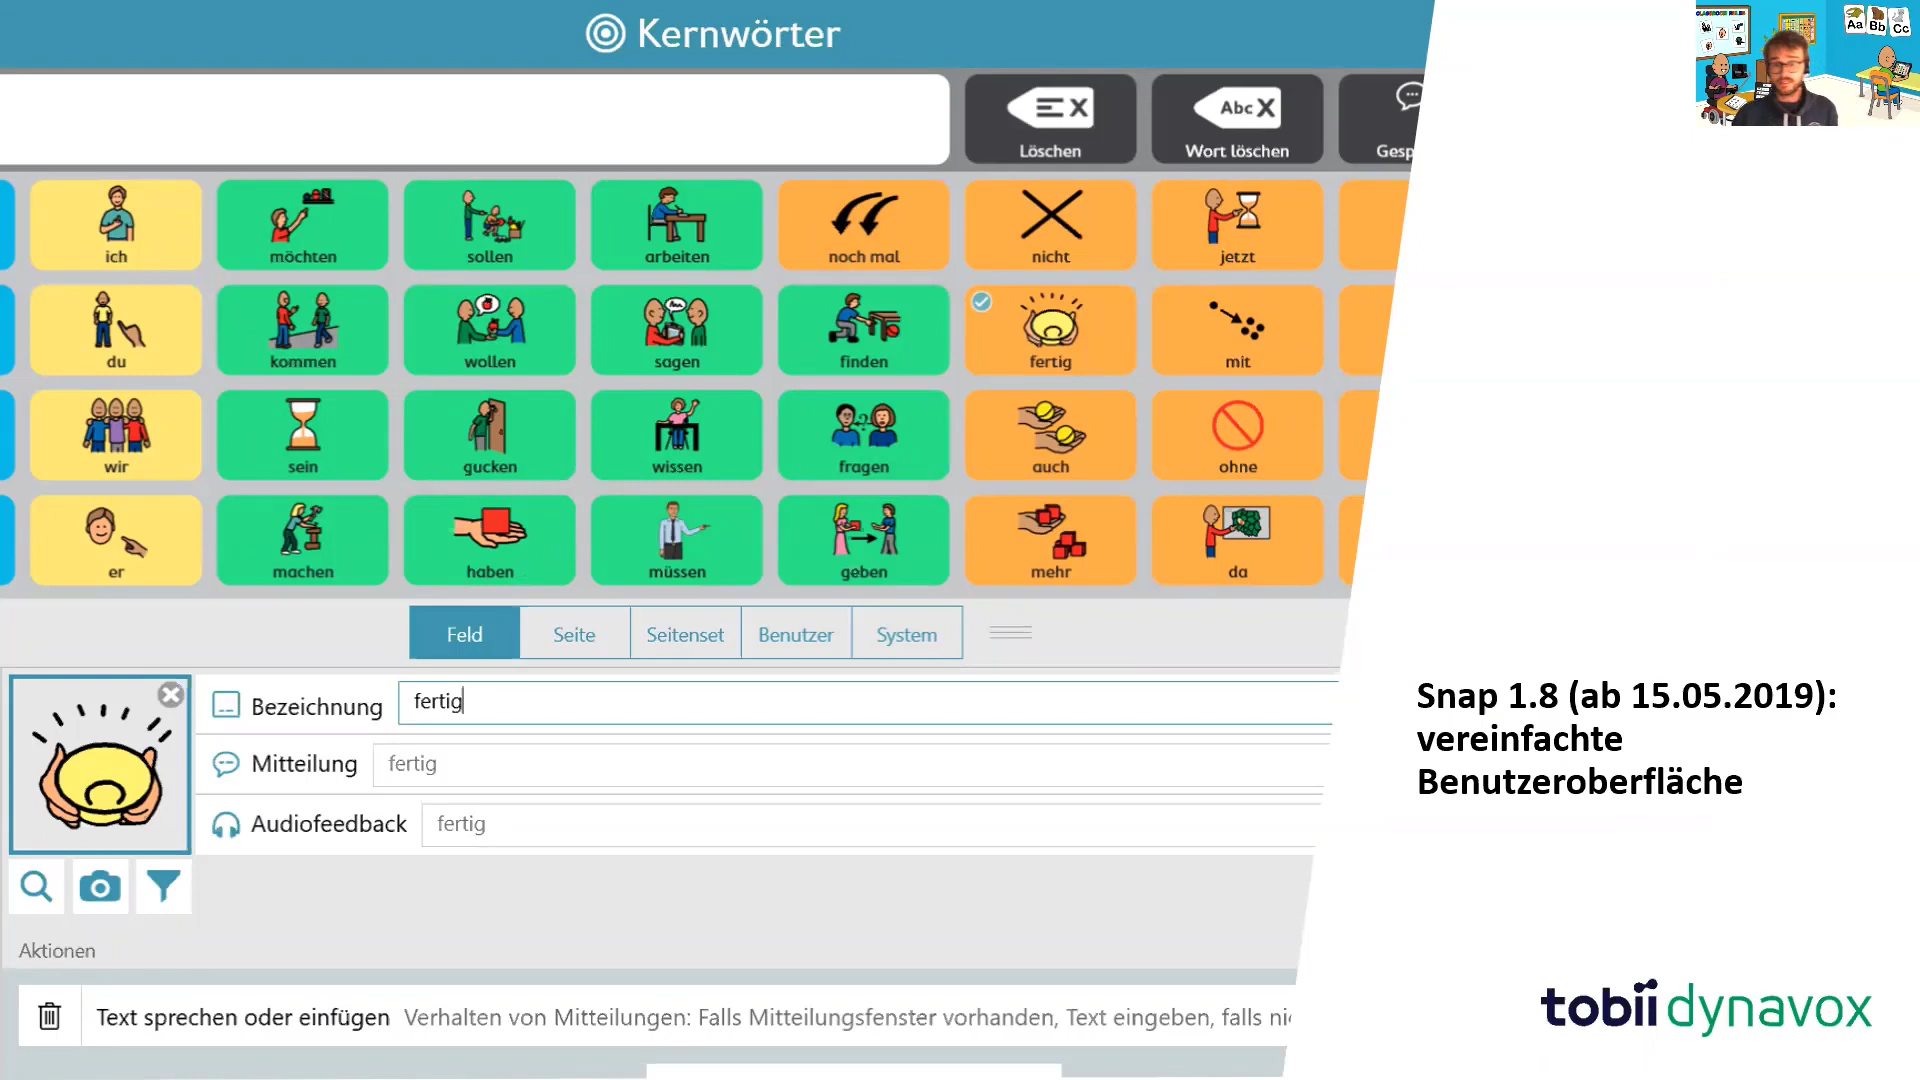 Kernwörter
Löschen
Abc
Wort löschen
ich
möchten
sollen
arbeiten
noch mal
nicht
jetzt
du
kommen
wollen
sagen
finden
fertig
mit
wir
sein
gucken
wissen
fragen
auch
ohne
er
machen
haben
müssen
geben
mehr
da
Feld
Seite
Seitenset
Benutzer
System
Bezeichnung
fertig
Mitteilung
fertig
Audiofeedback
fertig
Aktionen
Text sprechen oder einfügen Verhalten von Mitteilungen: Falls Mitteilungsfenster vorhanden, Text eingeben, falls
Aa
Bb
Cc
Snap 1.8 (ab 15.05.2019):
vereinfachte
Benutzeroberfläche
tobii dynavox